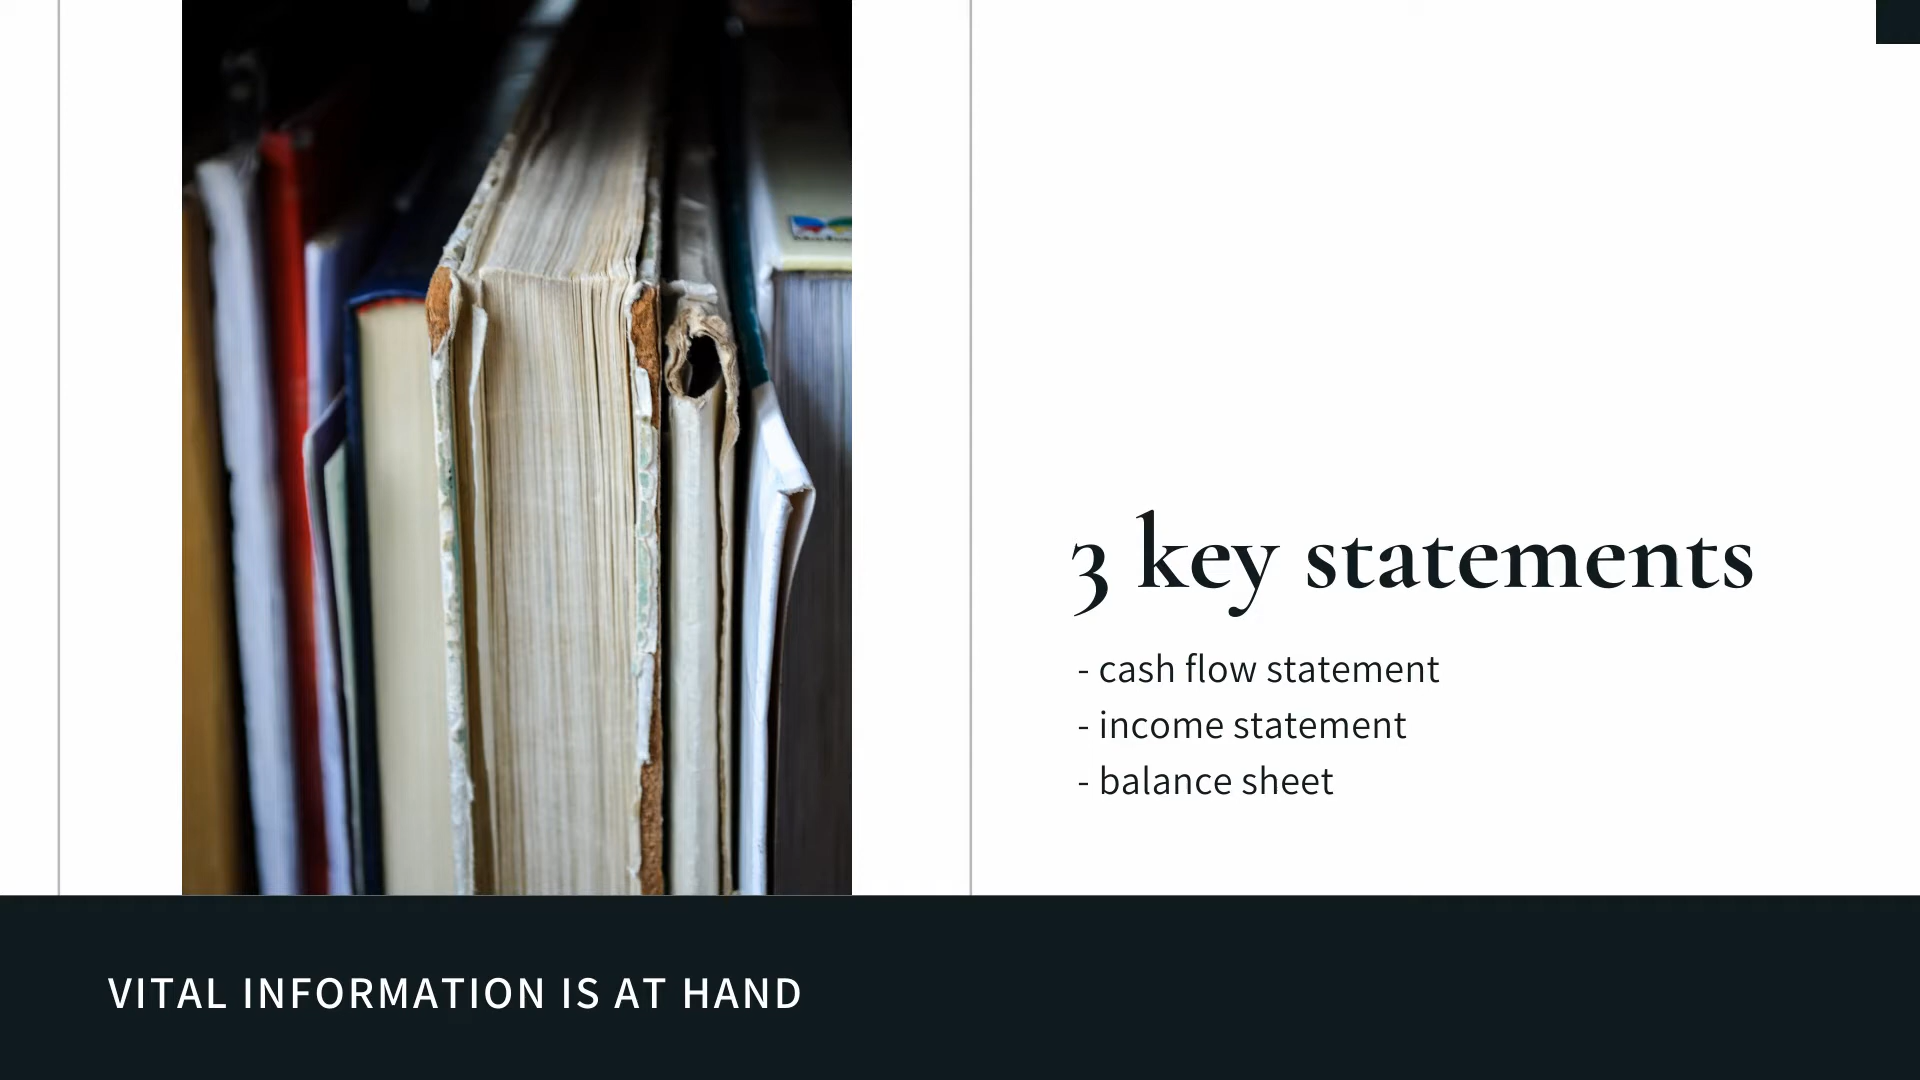 3 key statements
- cash flow statement
- income statement
- balance sheet
VITAL INFORMATION IS AT HAND